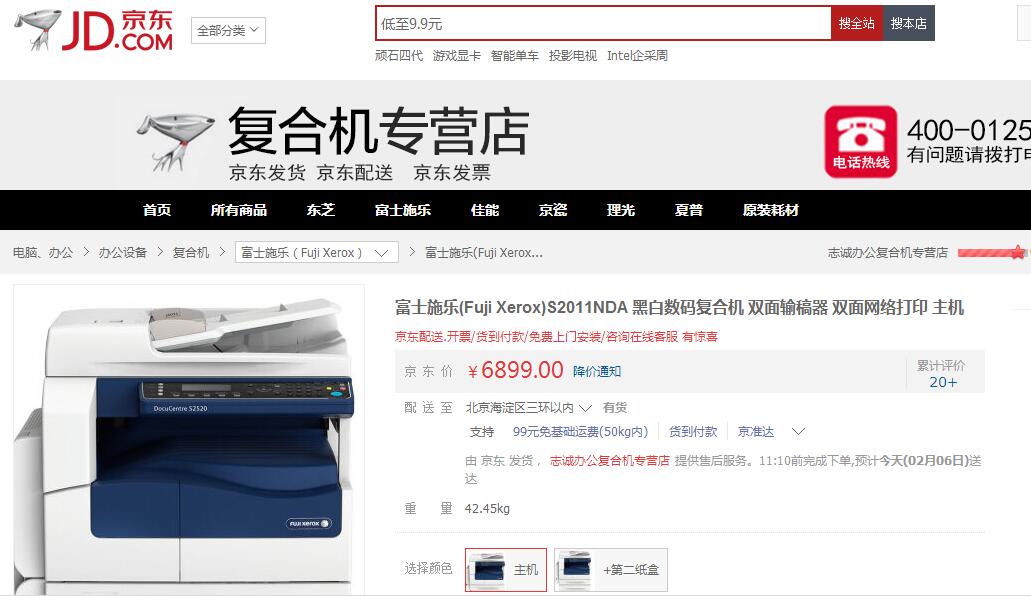 JD京东.COM
全部分类
低至9.9元
搜全站
搜本店
顽石四代 游戏显卡 智能单车 投影电视 Intel企采周
复合机专营店
京东发货 京东配送 京东发票
电话热线
400-0125
有问题请拨打电
首页 所有商品 东芝 富士施乐 佳能 京瓷 理光 夏普 原装耗材
电脑、办公 > 办公设备 > 复合机 > 富士施乐（Fuji Xerox） > 富士施乐(Fuji Xerox...
志诚办公复合机专营店
DocuCentre S2520
FUJI XEROX
富士施乐(Fuji Xerox)S2011NDA 黑白数码复合机 双面输稿器 双面网络打印 主机
京东配送.开票/货到付款/免费上门安装/咨询在线客服 有惊喜
京东价 ￥6899.00 降价通知
累计评价
20+
配送至 北京海淀区三环以内 有货
支持 99元免基础运费(50kg内) 货到付款 京准达
由 京东 发货， 志诚办公复合机专营店 提供售后服务。11:10前完成下单,预计今天(02月06日)送
达
重量 42.45kg
选择颜色 主机 +第二纸盒